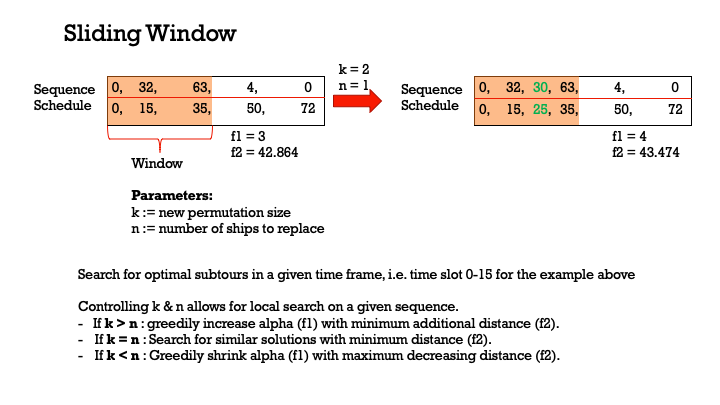 Sliding Window
k = 2
n = 1
Sequence 0, 32, 63, 4, 0
Schedule 0, 15, 35, 50, 72
f1 = 3
f2 = 42.864
Window
Sequence 0, 32, 30, 63, 4, 0
Schedule 0, 15, 25, 35, 50, 72
f1 = 4
f2 = 43.474
Parameters:
k := new permutation size
n := number of ships to replace
Search for optimal subtours in a given time frame, i.e. time slot 0-15 for the example above
Controlling k & n allows for local search on a given sequence.
- If k > n : greedily increase alpha (f1) with minimum additional distance (f2).
- If k = n : Search for similar solutions with minimum distance (f2).
- If k < n : Greedily shrink alpha (f1) with maximum decreasing distance (f2).